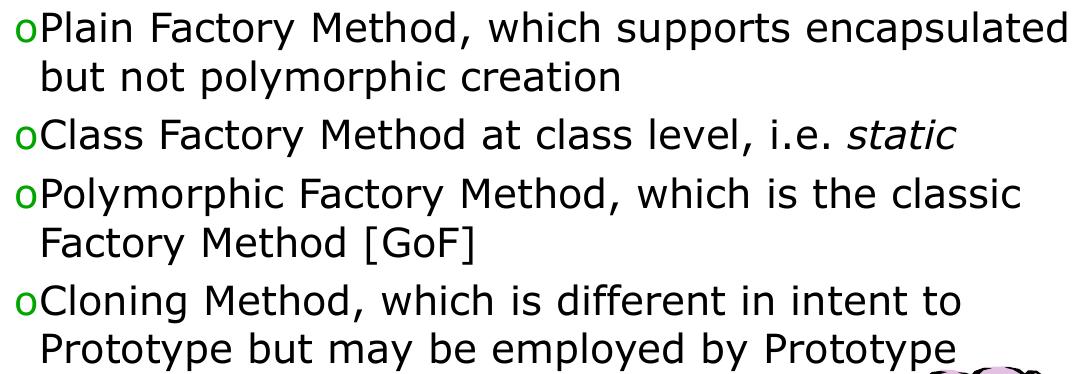 oPlain Factory Method, which supports encapsulated
but not polymorphic creation
oClass Factory Method at class level, i.e. static
oPolymorphic Factory Method, which is the classic
Factory Method [GoF]
oCloning Method, which is different in intent to
Prototype but may be employed by Prototype